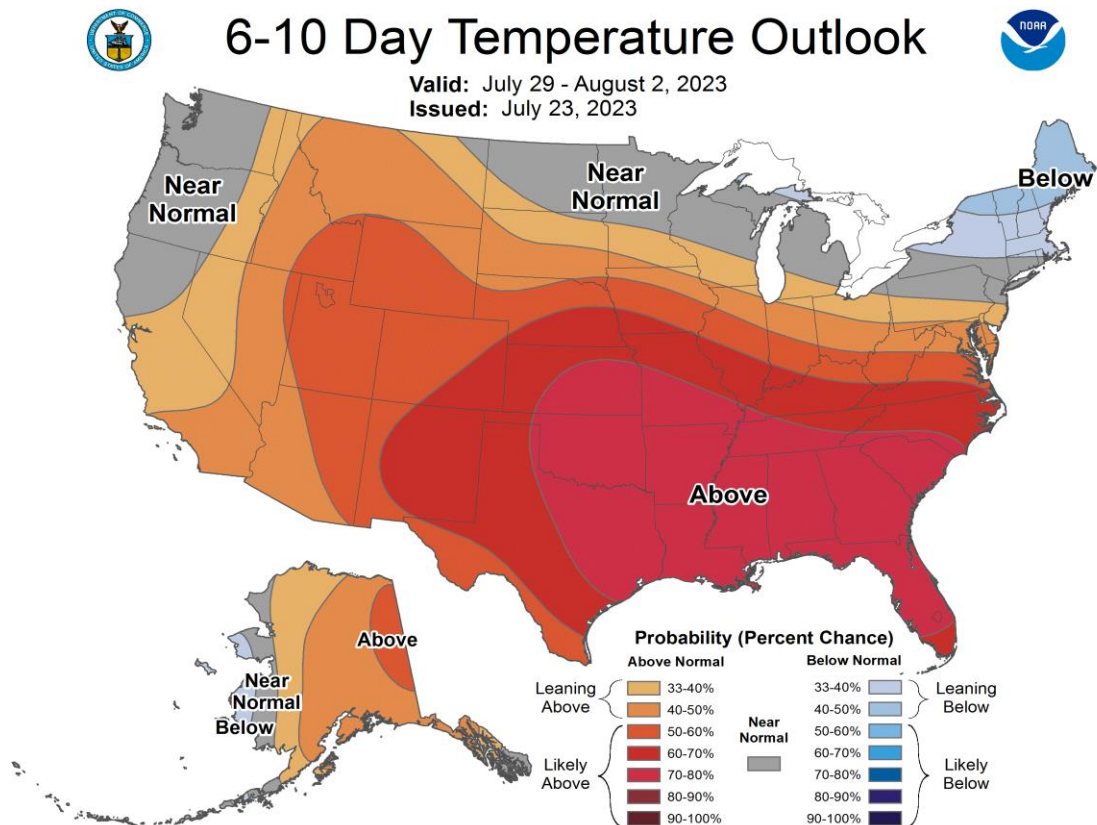 6-10 Day Temperature Outlook
NOAA
Valid: July 29 - August 2, 2023
Issued: July 23, 2023
Near
Normal
Near
Normal
Below
Above
Above
Near
Normal
Below
Probability (Percent Chance)
Above Normal
Below Normal
Leaning
Above
33-40%
40-50%
Likely
Above
50-60%
60-70%
70-80%
80-90%
90-100%
Near
Normal
33-40%
40-50%
Leaning
Below
50-60%
60-70%
70-80%
80-90%
90-100%
Likely
Below